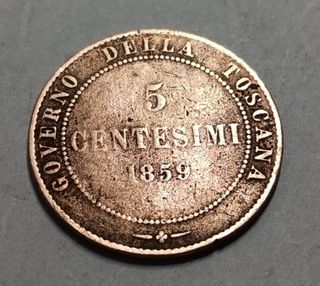 GOVERNO DELLA TOSCANA
5
CENTESIMI
1859